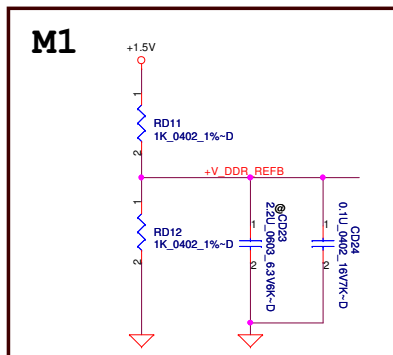 M1
+1.5V
1
RD11
1K_0402_1%~D
2
+V_DDR_REFB
1
RD12
1K_0402_1%~D
2
1
2
@CD23
2.2U_0603_6.3V6K~D
1
2
CD24
0.1U_0402_16V7K~D